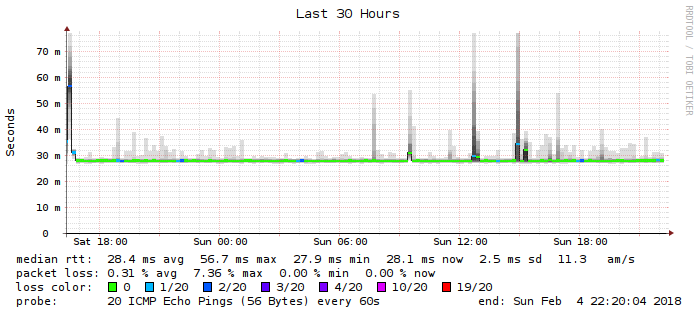 Last 30 Hours
RRDTOOL / TOBI OETIKER
Seconds
70 m
60 m
50 m
40 m
30 m
20 m
10 m
0
Sat 18:00 Sun 00:00 Sun 06:00 Sun 12:00 Sun 18:00
median rtt: 28.4 ms avg 56.7 ms max 27.9 ms min 28.1 ms now 2.5 ms sd 11.3 am/s
packet loss: 0.31 % avg 7.36 % max 0.00 % min 0.00 % now
loss color: 0 1/20 2/20 3/20 4/20 10/20 19/20
probe: 20 ICMP Echo Pings (56 Bytes) every 60s end: Sun Feb 4 22:20:04 2018